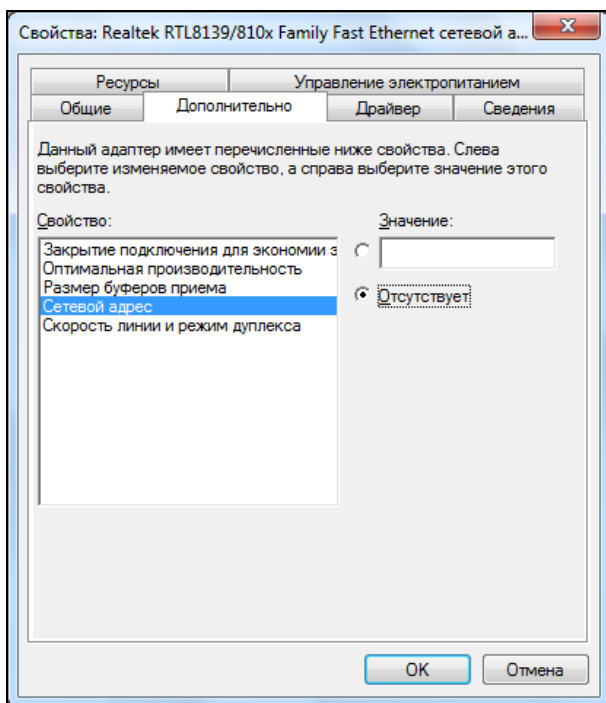 Свойства: Realtek RTL8139/810x Family Fast Ethernet сетевой а...
Ресурсы
Управление электропитанием
Общие
Дополнительно
Драйвер
Сведения
Данный адаптер имеет перечисленные ниже свойства. Слева
выберите изменяемое свойство, а справа выберите значение этого
свойства.
Свойство:
Значение:
Закрытие подключения для экономии э
Оптимальная производительность
Размер буферов приема
Сетевой адрес
Скорость линии и режим дуплекса
Отсутствует
ОК
Отмена